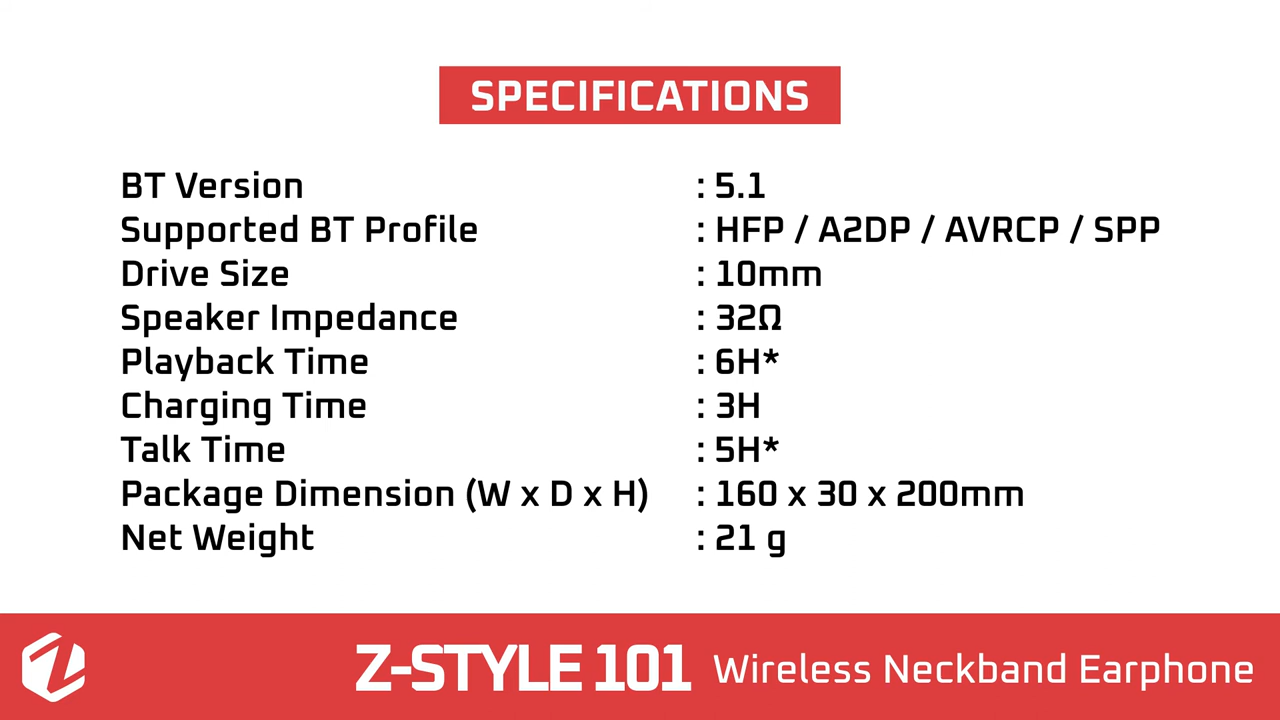 SPECIFICATIONS
BT Version : 5.1
Supported BT Profile : HFP / A2DP / AVRCP / SPP
Drive Size : 10mm
Speaker Impedance : 32Ω
Playback Time : 6H*
Charging Time : 3H
Talk Time : 5H*
Package Dimension (W x D x H) : 160 x 30 x 200mm
Net Weight : 21 g
Z-STYLE 101 Wireless Neckband Earphone